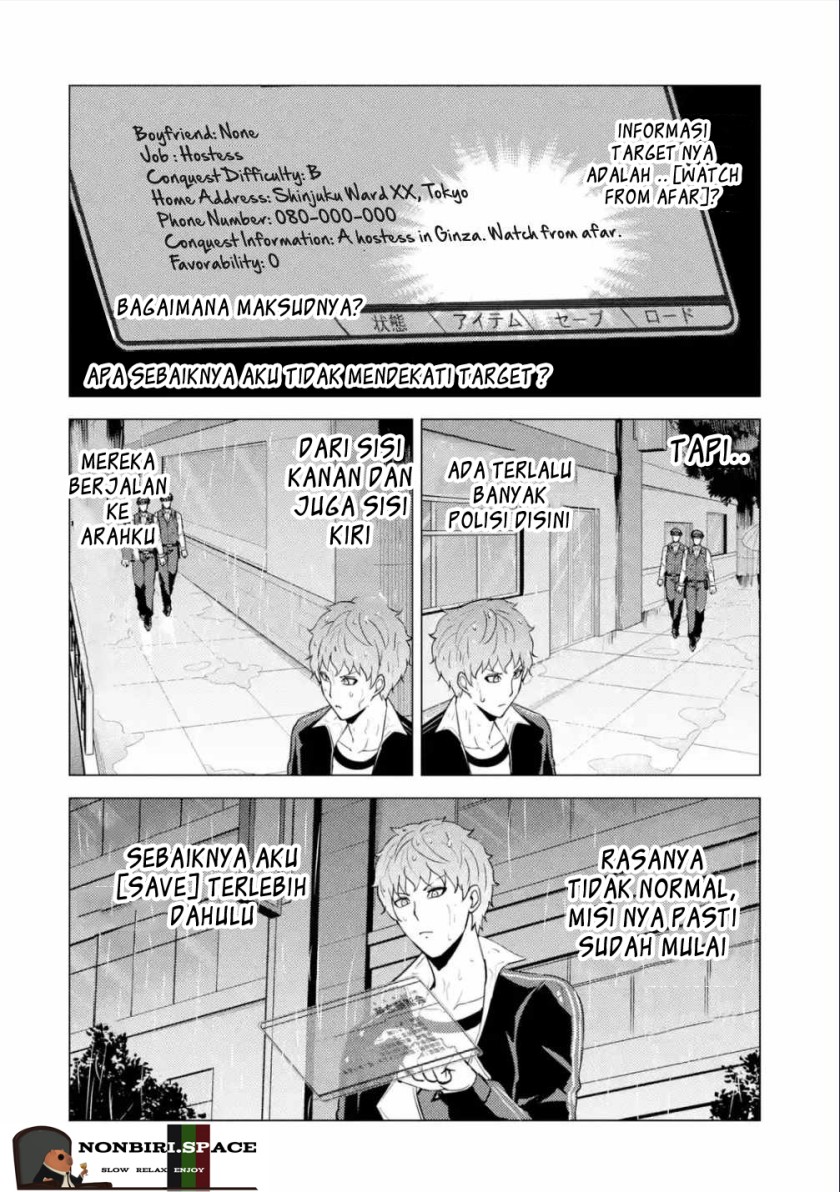 INFORMASI
TARGET NYA
ADALAH .. [WATCH
FROM AFAR]?
Boyfriend: None
Job : Hostess
Conquest Difficulty: B
Home Address: Shinjuku Ward XX, Tokyo
Phone Number: 080-000-000
Conquest Information: A hostess in Ginza. Watch from afar.
Favorability: 0
BAGAIMANA MAKSUDNYA?
状態 アイテム セーブ ロード
APA SEBAIKNYA AKU TIDAK MENDEKATI TARGET?
TAPI..
ADA TERLALU
BANYAK
POLISI DISINI
DARI SISI
KANAN DAN
JUGA SISI
KIRI
MEREKA
BERJALAN
KE
ARAHKU
RASANYA
TIDAK NORMAL,
MISI NYA PASTI
SUDAH MULAI
SEBAIKNYA AKU
[SAVE] TERLEBIH
DAHULU
NONBIRI.SPACE
SLOW RELAX ENJOY